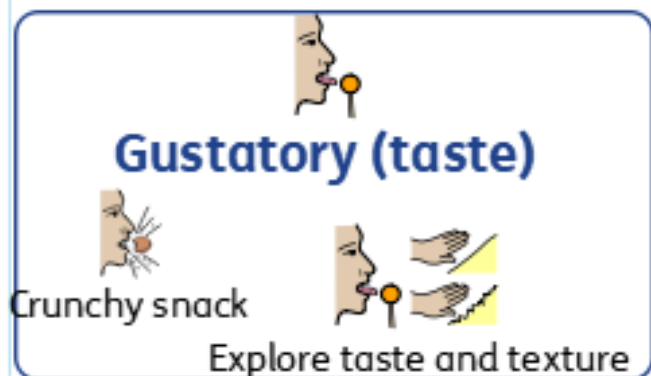 Gustatory (taste)
Crunchy snack
Explore taste and texture